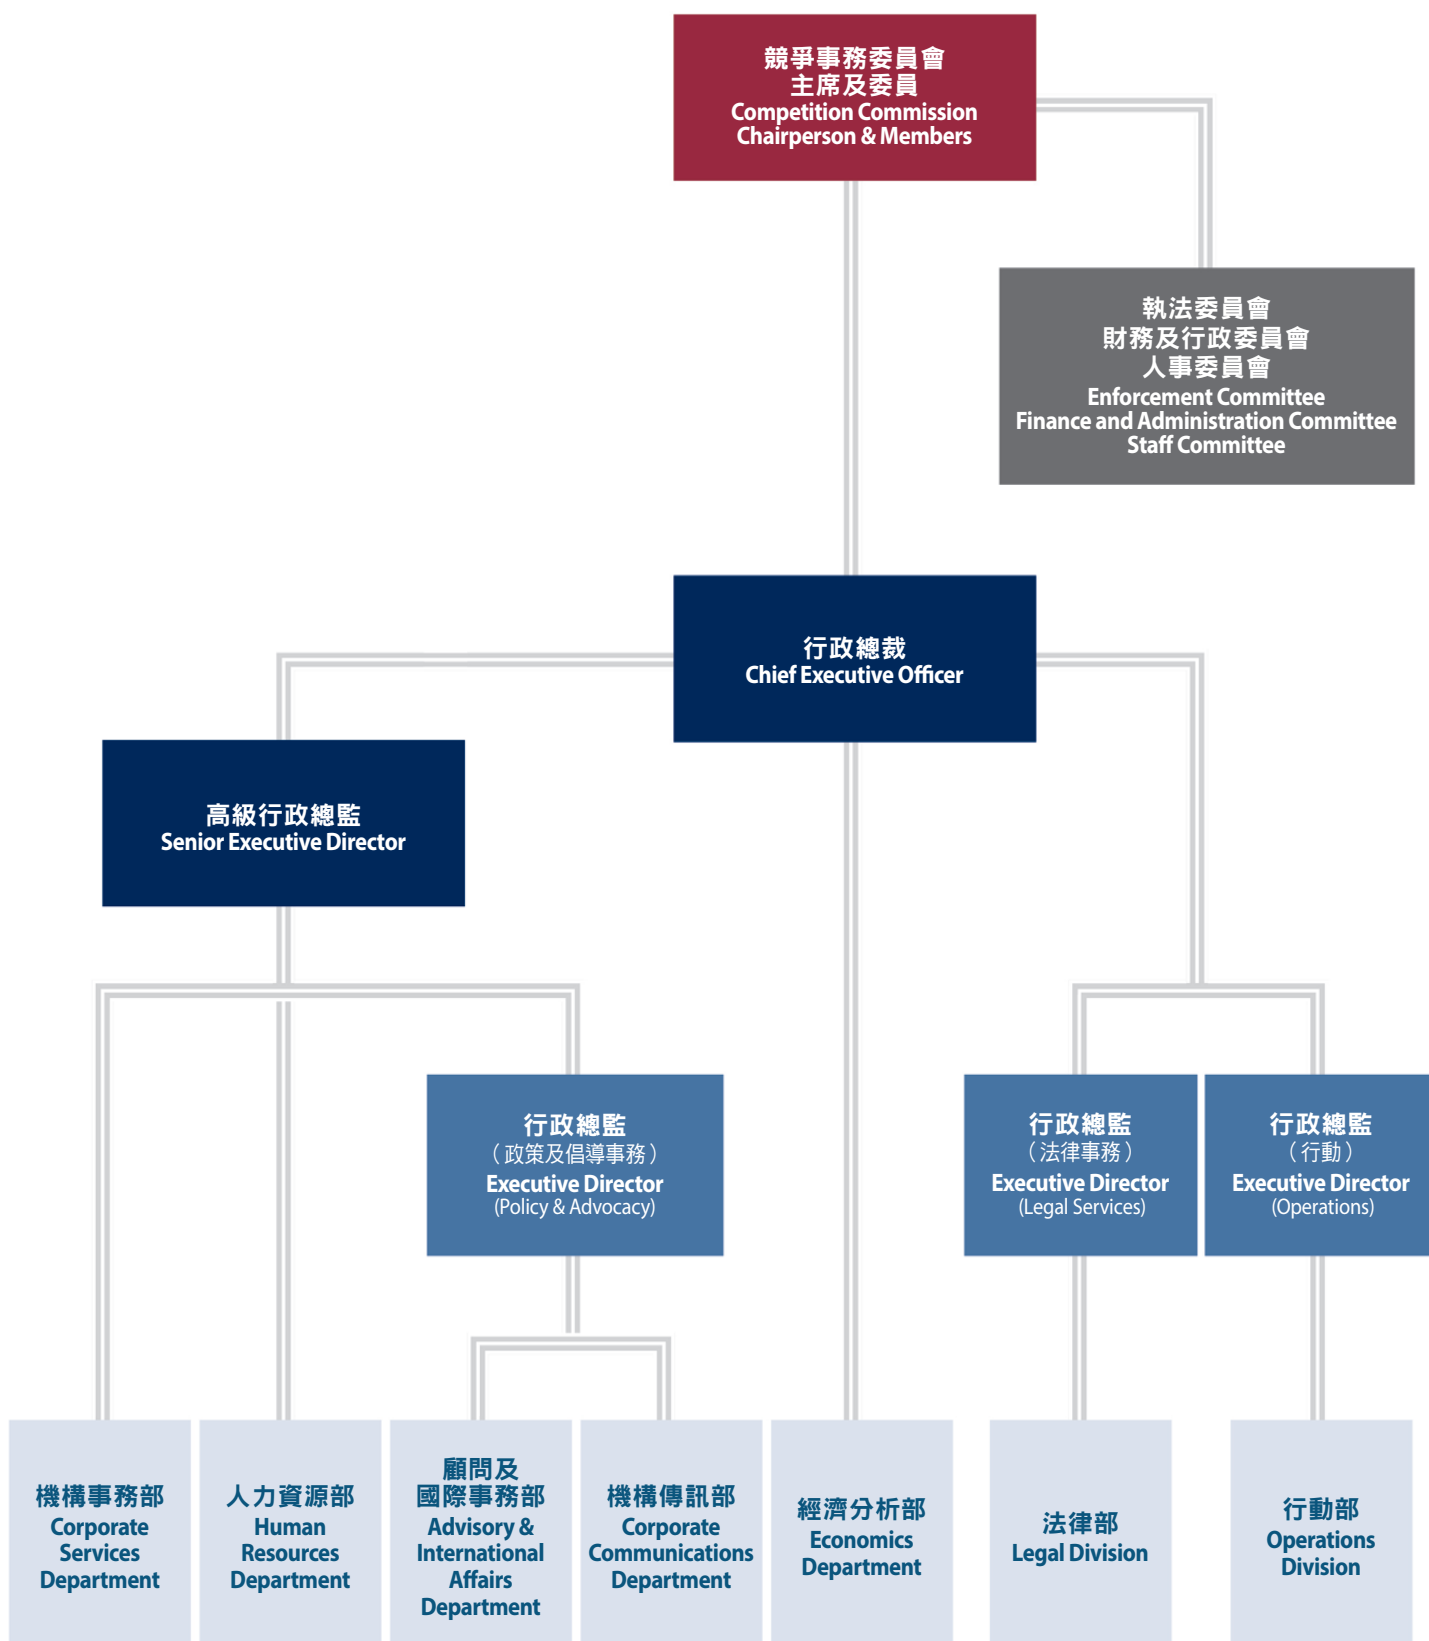 競爭事務委員會
主席及委員
Competition Commission
Chairperson & Members
執法委員會
財務及行政委員會
人事委員會
Enforcement Committee
Finance and Administration Committee
Staff Committee
行政總裁
Chief Executive Officer
高級行政總監
Senior Executive Director
行政總監
（政策及倡導事務）
Executive Director
(Policy & Advocacy)
行政總監
（法律事務）
Executive Director
(Legal Services)
行政總監
（行動）
Executive Director
(Operations)
機構事務部
Corporate
Services
Department
人力資源部
Human
Resources
Department
顧問及
國際事務部
Advisory &
International
Affairs
Department
機構傳訊部
Corporate
Communications
Department
經濟分析部
Economics
Department
法律部
Legal Division
行動部
Operations
Division